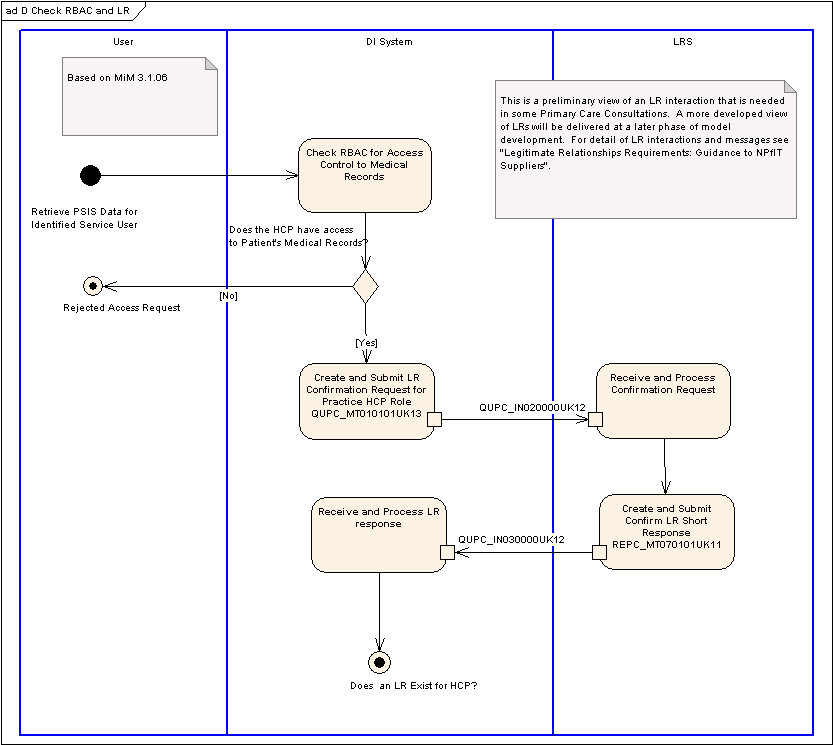 ad D Check RBAC and LR
User
DI System
LRS
Based on MiM 3.1.06
This is a preliminary view of an LR interaction that is needed
in some Primary Care Consultations. A more developed view
of LRs will be delivered at a later phase of model
development. For detail of LR interactions and messages see
"Legitimate Relationships Requirements: Guidance to NPfIT
Suppliers".
Check RBAC for Access
Control to Medical
Records
Retrieve PSIS Data for
Identified Service User
Does the HCP have access
to Patient's Medical Records?
[No]
Rejected Access Request
[Yes]
Create and Submit LR
Confirmation Request for
Practice HCP Role
QUPC_MT010101UK13
QUPC_IN020000UK12
Receive and Process
Confirmation Request
Receive and Process LR
response
QUPC_IN030000UK12
Create and Submit
Confirm LR Short
Response
REPC_MT070101UK11
Does an LR Exist for HCP?